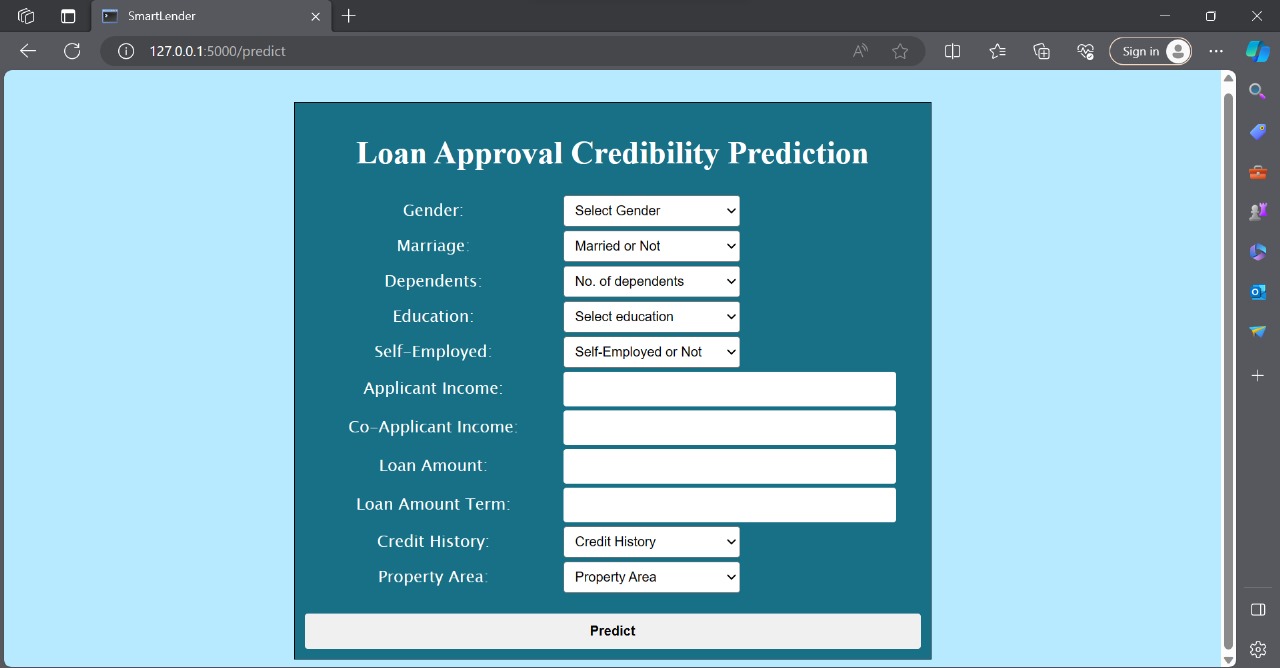 SmartLender
127.0.0.1:5000/predict
Sign in
Loan Approval Credibility Prediction
Gender: Select Gender
Marriage: Married or Not
Dependents: No. of dependents
Education: Select education
Self-Employed: Self-Employed or Not
Applicant Income:
Co-Applicant Income:
Loan Amount:
Loan Amount Term:
Credit History: Credit History
Property Area: Property Area
Predict